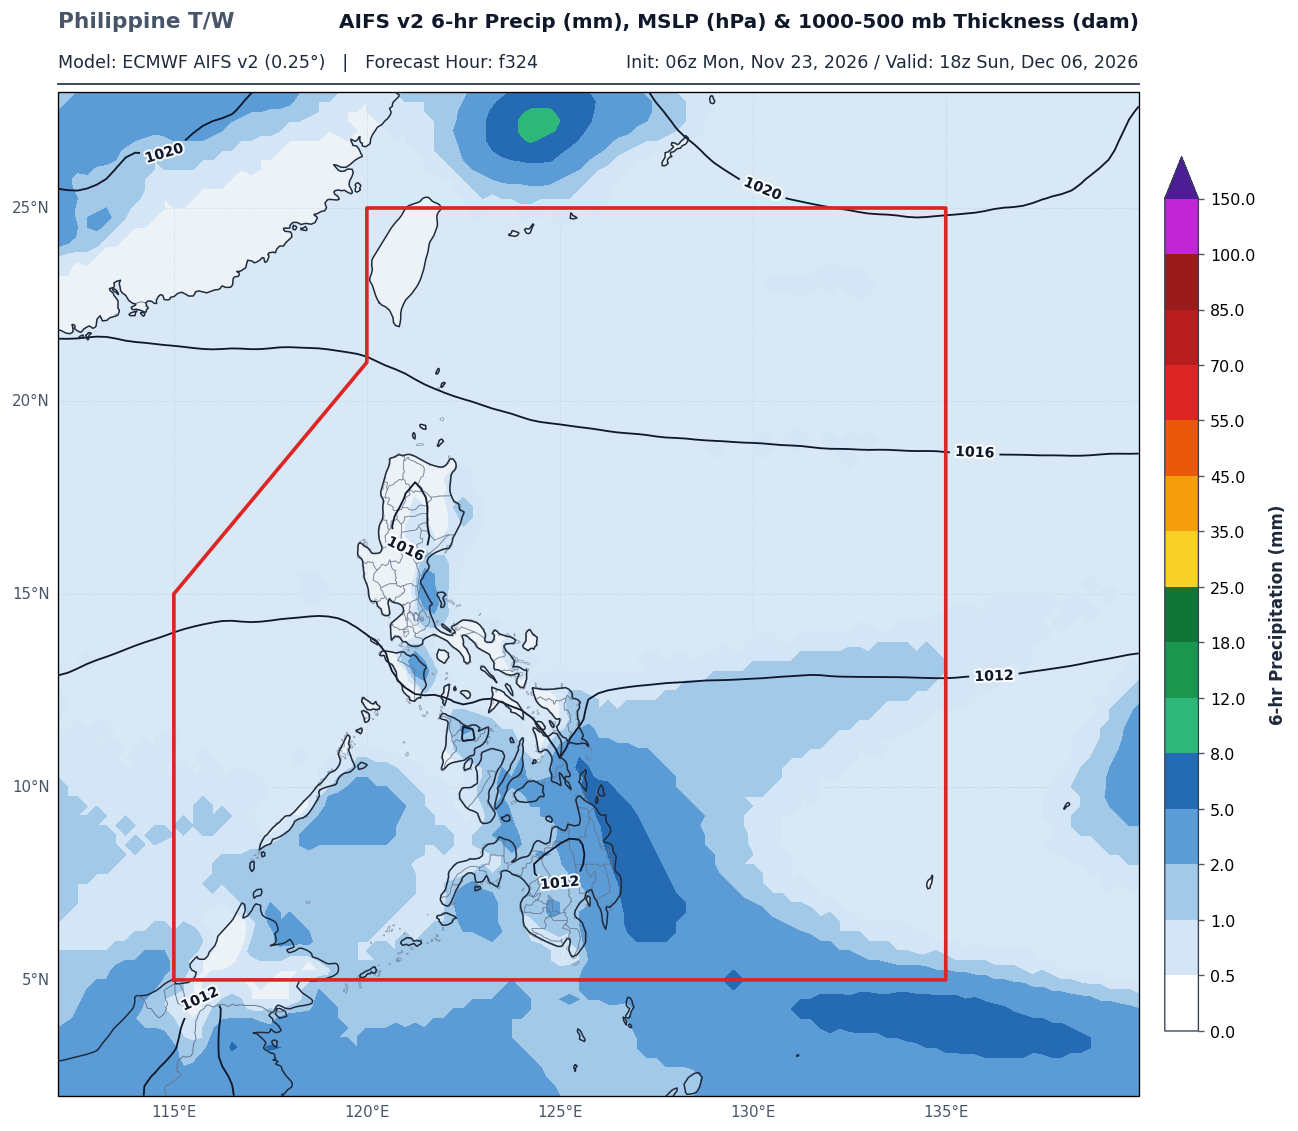 Philippine T/W
AIFS v2 6-hr Precip (mm), MSLP (hPa) & 1000-500 mb Thickness (dam)
Model: ECMWF AIFS v2 (0.25°) | Forecast Hour: f324
Init: 06z Mon, Nov 23, 2026 / Valid: 18z Sun, Dec 06, 2026
1020
1020
1016
1016
1012
1012
1012
25°N
20°N
15°N
10°N
5°N
115°E
120°E
125°E
130°E
135°E
150.0
100.0
85.0
70.0
55.0
45.0
35.0
25.0
18.0
12.0
8.0
5.0
2.0
1.0
0.5
0.0
6-hr Precipitation (mm)